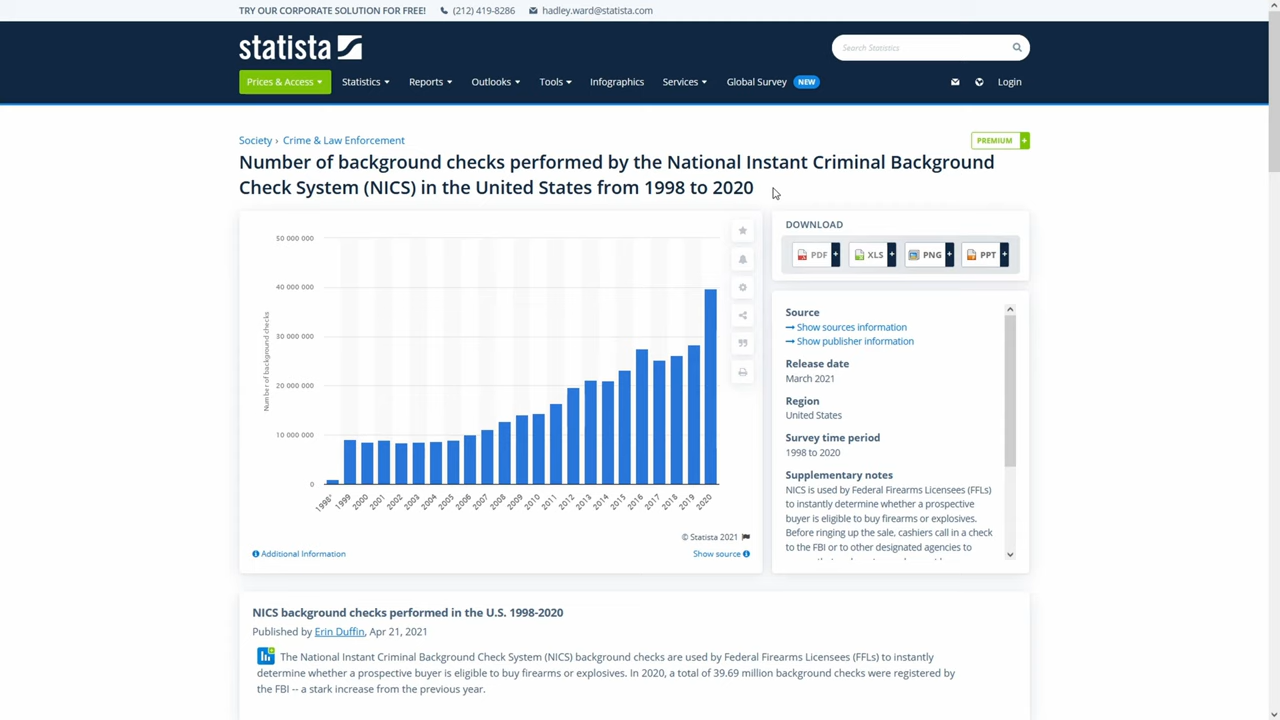 TRY OUR CORPORATE SOLUTION FOR FREE! (212) 419-8286 hadley.ward@statista.com
statista
Search Statistics
Prices & Access Statistics Reports Outlooks Tools Infographics Services Global Survey NEW Login
Society › Crime & Law Enforcement
PREMIUM +
Number of background checks performed by the National Instant Criminal Background
Check System (NICS) in the United States from 1998 to 2020
50 000 000
40 000 000
30 000 000
20 000 000
10 000 000
0
Number of background checks
1998* 1999 2000 2001 2002 2003 2004 2005 2006 2007 2008 2009 2010 2011 2012 2013 2014 2015 2016 2017 2018 2019 2020
© Statista 2021
Additional Information
Show source
DOWNLOAD
PDF + XLS + PNG + PPT +
Source
Show sources information
Show publisher information
Release date
March 2021
Region
United States
Survey time period
1998 to 2020
Supplementary notes
NICS is used by Federal Firearms Licensees (FFLs)
to instantly determine whether a prospective
buyer is eligible to buy firearms or explosives.
Before ringing up the sale, cashiers call in a check
to the FBI or to other designated agencies to
NICS background checks performed in the U.S. 1998-2020
Published by Erin Duffin, Apr 21, 2021
The National Instant Criminal Background Check System (NICS) background checks are used by Federal Firearms Licensees (FFLs) to instantly
determine whether a prospective buyer is eligible to buy firearms or explosives. In 2020, a total of 39.69 million background checks were registered by
the FBI -- a stark increase from the previous year.